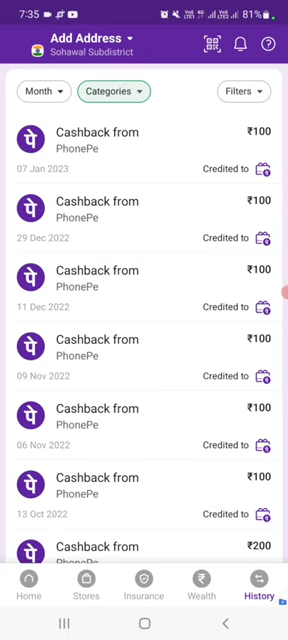 7:35 81%
Add Address
Sohawal Subdistrict
Month Categories Filters
Cashback from ₹100
PhonePe
07 Jan 2023 Credited to
Cashback from ₹100
PhonePe
29 Dec 2022 Credited to
Cashback from ₹100
PhonePe
11 Dec 2022 Credited to
Cashback from ₹100
PhonePe
09 Nov 2022 Credited to
Cashback from ₹100
PhonePe
06 Nov 2022 Credited to
Cashback from ₹100
PhonePe
13 Oct 2022 Credited to
Cashback from ₹200
PhonePe
Home Stores Insurance Wealth History